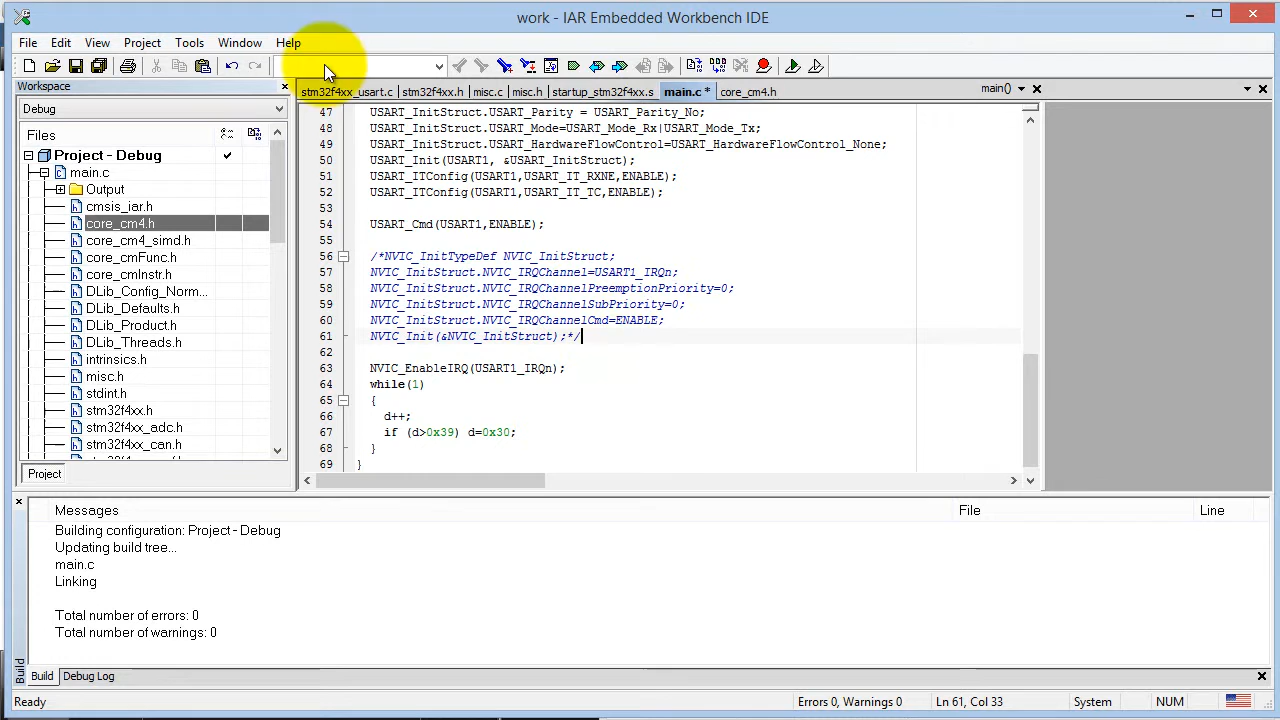 work - IAR Embedded Workbench IDE
File Edit View Project Tools Window Help
Workspace
stm32f4xx_usart.c stm32f4xx.h misc.c misc.h startup_stm32f4xx.s main.c * core_cm4.h main()
Debug
Files
Project - Debug
main.c
Output
cmsis_iar.h
core_cm4.h
core_cm4_simd.h
core_cmFunc.h
core_cmInstr.h
DLib_Config_Norm...
DLib_Defaults.h
DLib_Product.h
DLib_Threads.h
intrinsics.h
misc.h
stdint.h
stm32f4xx.h
stm32f4xx_adc.h
stm32f4xx_can.h
Project
47 USART_InitStruct.USART_Parity = USART_Parity_No;
48 USART_InitStruct.USART_Mode=USART_Mode_Rx|USART_Mode_Tx;
49 USART_InitStruct.USART_HardwareFlowControl=USART_HardwareFlowControl_None;
50 USART_Init(USART1, &USART_InitStruct);
51 USART_ITConfig(USART1,USART_IT_RXNE,ENABLE);
52 USART_ITConfig(USART1,USART_IT_TC,ENABLE);
53
54 USART_Cmd(USART1,ENABLE);
55
56 /*NVIC_InitTypeDef NVIC_InitStruct;
57 NVIC_InitStruct.NVIC_IRQChannel=USART1_IRQn;
58 NVIC_InitStruct.NVIC_IRQChannelPreemptionPriority=0;
59 NVIC_InitStruct.NVIC_IRQChannelSubPriority=0;
60 NVIC_InitStruct.NVIC_IRQChannelCmd=ENABLE;
61 NVIC_Init(&NVIC_InitStruct);*/
62
63 NVIC_EnableIRQ(USART1_IRQn);
64 while(1)
65 {
66 d++;
67 if (d>0x39) d=0x30;
68 }
69 }
Messages File Line
Building configuration: Project - Debug
Updating build tree...
main.c
Linking
Total number of errors: 0
Total number of warnings: 0
Build
Build Debug Log
Ready Errors 0, Warnings 0 Ln 61, Col 33 System NUM